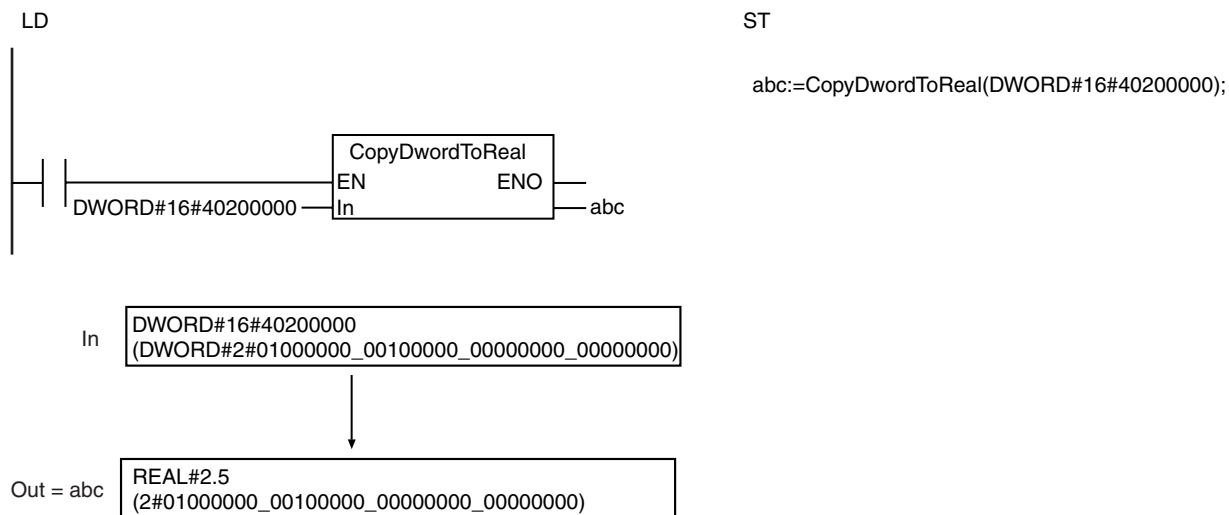 LD
ST
abc:=CopyDwordToReal(DWORD#16#40200000);
CopyDwordToReal
EN ENO
DWORD#16#40200000 In abc
In
DWORD#16#40200000
(DWORD#2#01000000_00100000_00000000_00000000)
Out = abc
REAL#2.5
(2#01000000_00100000_00000000_00000000)